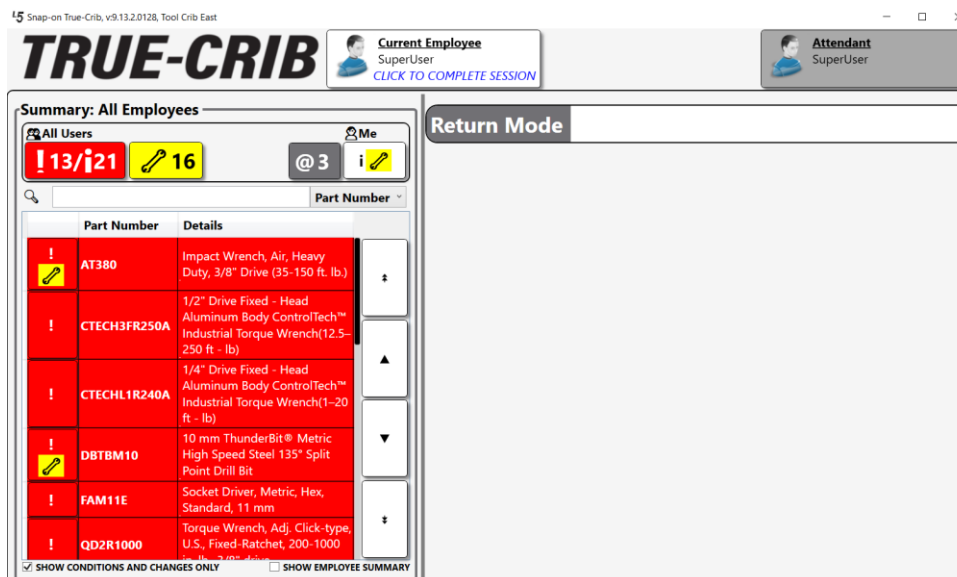 Snap-on True-Crib, v:9.13.2.0128, Tool Crib East
TRUE-CRIB
Current Employee
SuperUser
CLICK TO COMPLETE SESSION
Attendant
SuperUser
Summary: All Employees
All Users
Me
!13/i21
16
@3
i
Part Number
Part Number Details
! AT380 Impact Wrench, Air, Heavy
Duty, 3/8" Drive (35-150 ft. lb.)
! CTECH3FR250A 1/2" Drive Fixed - Head
Aluminum Body ControlTech™
Industrial Torque Wrench(12.5–
250 ft - lb)
! CTECHL1R240A 1/4" Drive Fixed - Head
Aluminum Body ControlTech™
Industrial Torque Wrench(1–20
ft - lb)
! DBTBM10 10 mm ThunderBit® Metric
High Speed Steel 135° Split
Point Drill Bit
! FAM11E Socket Driver, Metric, Hex,
Standard, 11 mm
! QD2R1000 Torque Wrench, Adj. Click-type,
U.S., Fixed-Ratchet, 200-1000
SHOW CONDITIONS AND CHANGES ONLY
SHOW EMPLOYEE SUMMARY
Return Mode